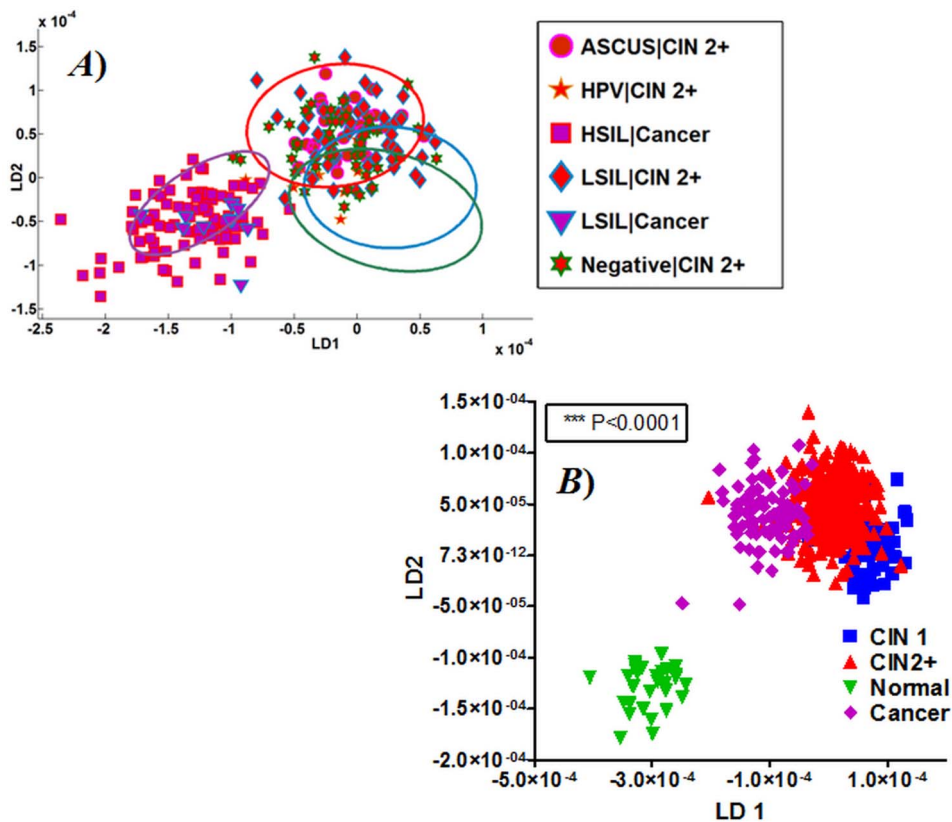 x 10⁻⁴
A)
1.5
1
0.5
0
-0.5
-1
-1.5
LD2
-2.5 -2 -1.5 -1 -0.5 0 0.5 1
LD1
x 10⁻⁴
ASCUS|CIN 2+
HPV|CIN 2+
HSIL|Cancer
LSIL|CIN 2+
LSIL|Cancer
Negative|CIN 2+
*** P<0.0001
B)
1.5×10⁻⁰⁴
1.0×10⁻⁰⁴
5.0×10⁻⁰⁵
7.3×10⁻¹²
-5.0×10⁻⁰⁵
-1.0×10⁻⁰⁴
-1.5×10⁻⁰⁴
-2.0×10⁻⁰⁴
LD2
CIN 1
CIN2+
Normal
Cancer
-5.0×10⁻⁴ -3.0×10⁻⁴ -1.0×10⁻⁴ 1.0×10⁻⁴
LD 1